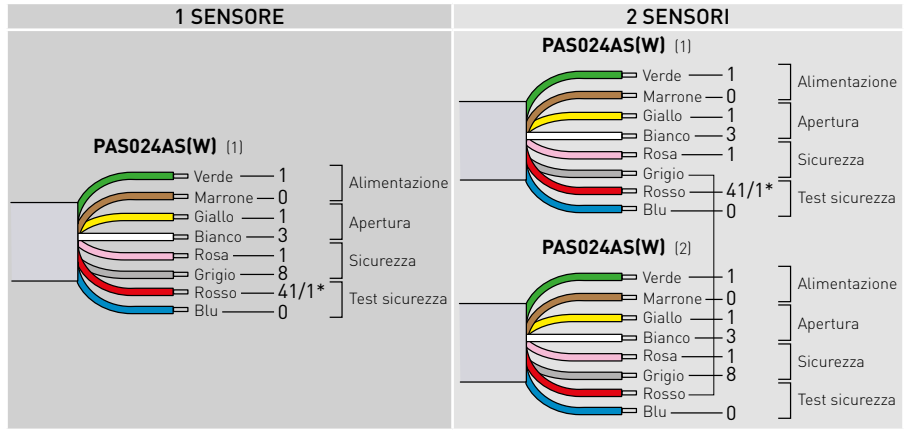 1 SENSORE
PAS024AS(W) (1)
Verde 1
Marrone 0
Alimentazione
Giallo 1
Bianco 3
Apertura
Rosa 1
Grigio 8
Sicurezza
Rosso 41/1*
Blu 0
Test sicurezza
2 SENSORI
PAS024AS(W) (1)
Verde 1
Marrone 0
Alimentazione
Giallo 1
Bianco 3
Apertura
Rosa 1
Grigio
Sicurezza
Rosso 41/1*
Blu 0
Test sicurezza
PAS024AS(W) (2)
Verde 1
Marrone 0
Alimentazione
Giallo 1
Bianco 3
Apertura
Rosa 1
Grigio 8
Sicurezza
Rosso
Blu 0
Test sicurezza